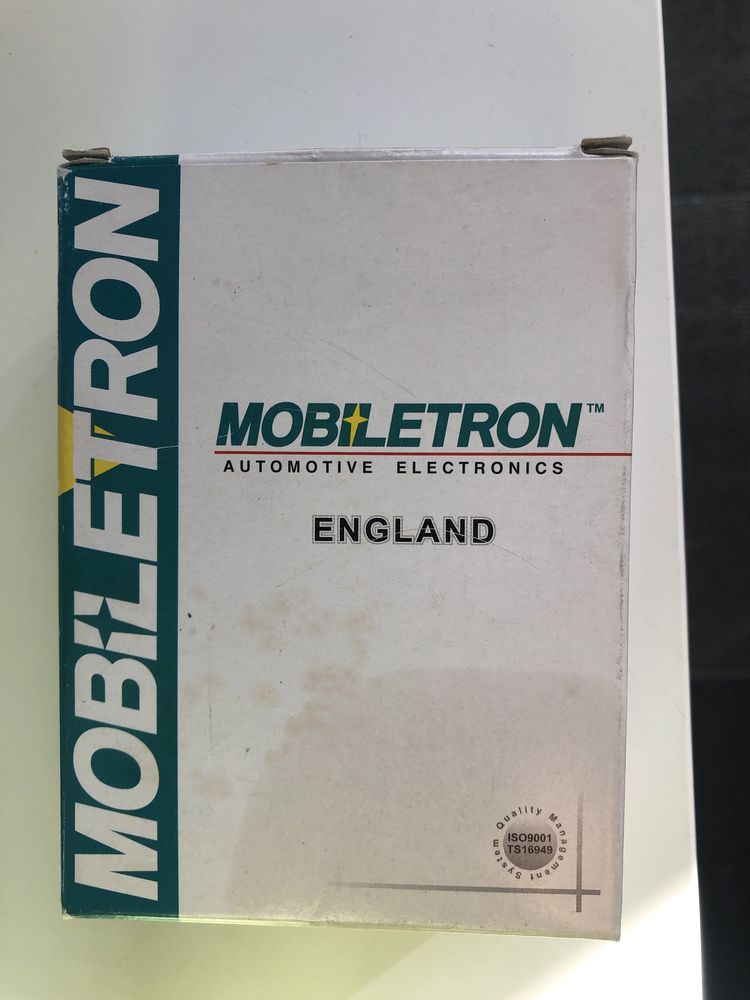 MOBiLETRON
MOBiLETRON™
AUTOMOTIVE ELECTRONICS
ENGLAND
Quality Management System
ISO9001
TS16949